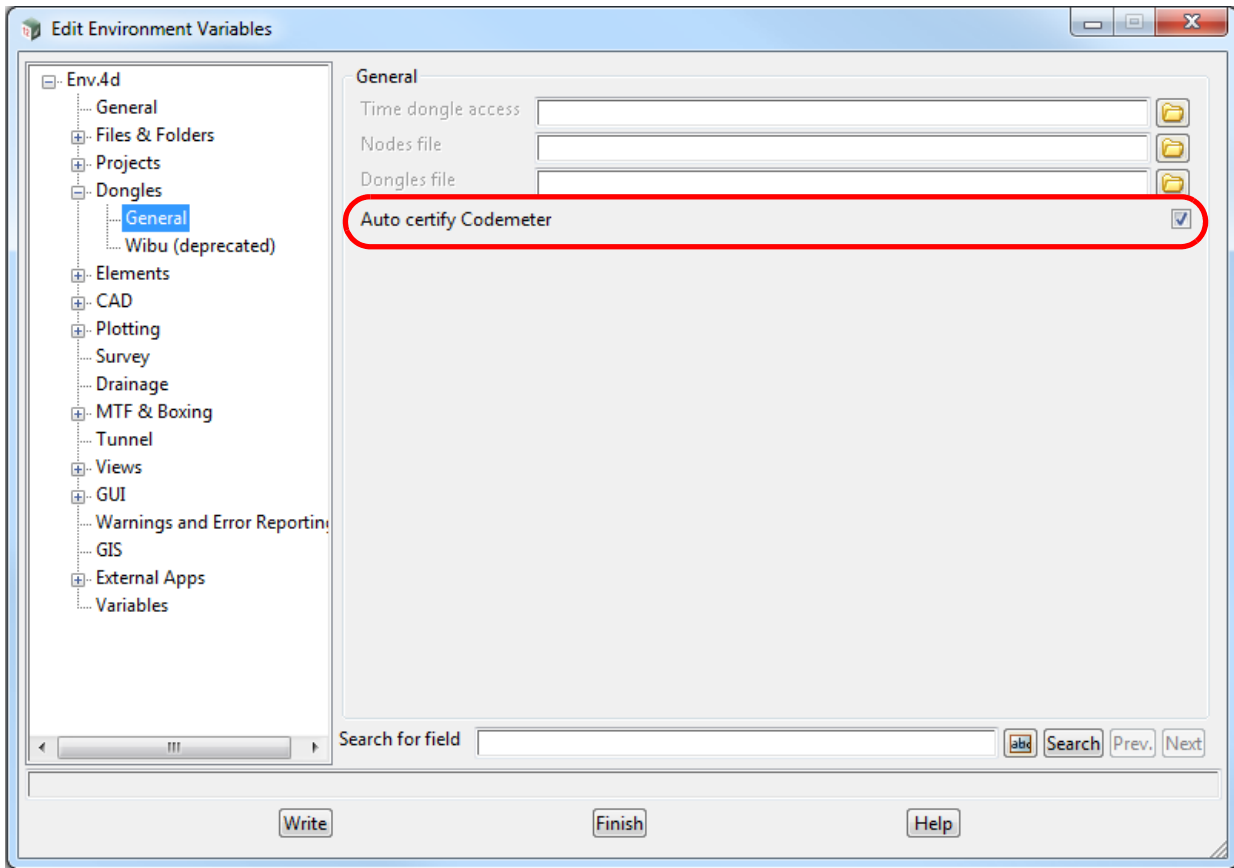 Edit Environment Variables
Env.4d
General
Files & Folders
Projects
Dongles
General
Wibu (deprecated)
Elements
CAD
Plotting
Survey
Drainage
MTF & Boxing
Tunnel
Views
GUI
Warnings and Error Reporting
GIS
External Apps
Variables
General
Time dongle access
Nodes file
Dongles file
Auto certify Codemeter
Search for field
abc
Search
Prev.
Next
Write
Finish
Help